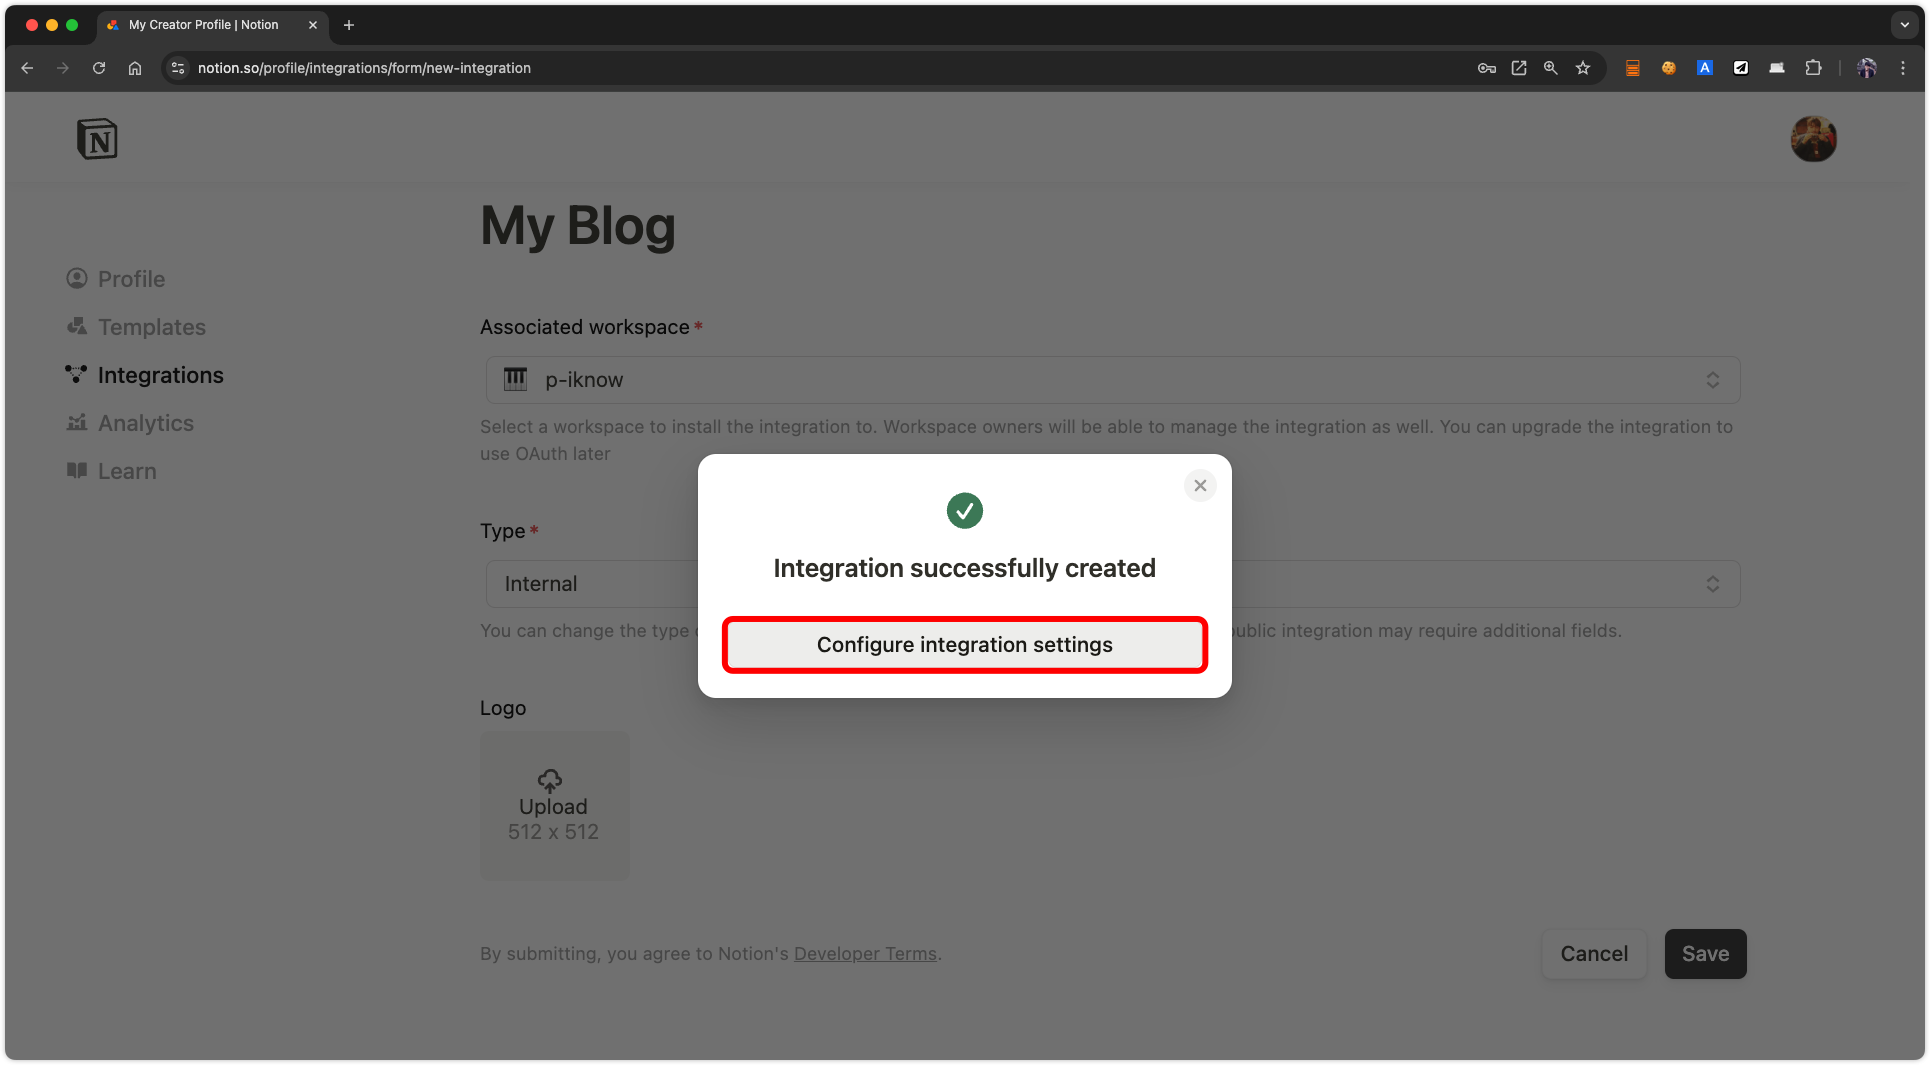 My Creator Profile | Notion
notion.so/profile/integrations/form/new-integration
A
N
My Blog
Profile
Templates
Integrations
Analytics
Learn
Associated workspace *
p-iknow
Select a workspace to install the integration to. Workspace owners will be able to manage the integration as well. You can upgrade the integration to
use OAuth later
Type *
Internal
You can change the type
public integration may require additional fields.
Integration successfully created
Configure integration settings
Logo
Upload
512 x 512
By submitting, you agree to Notion's Developer Terms.
Cancel
Save